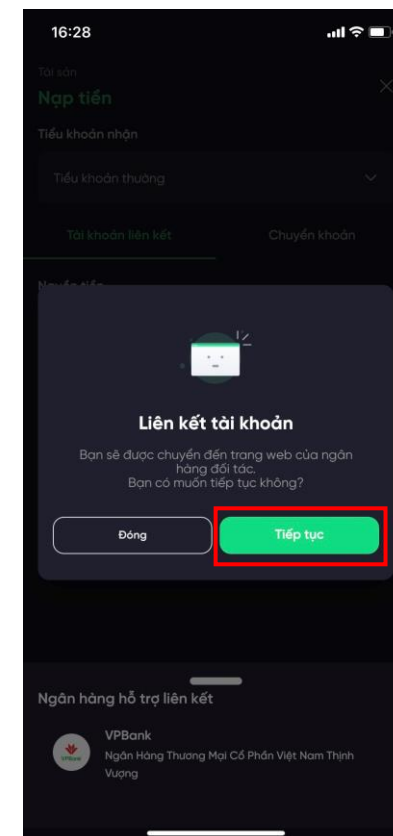 16:28
Tài sản
Nạp tiền
Tiểu khoản nhận
Tiểu khoản thường
Tài khoản liên kết
Chuyển khoản
Liên kết tài khoản
Bạn sẽ được chuyển đến trang web của ngân
hàng đối tác.
Bạn có muốn tiếp tục không?
Đóng
Tiếp tục
Ngân hàng hỗ trợ liên kết
VPBank
Ngân Hàng Thương Mại Cổ Phần Việt Nam Thịnh
Vượng